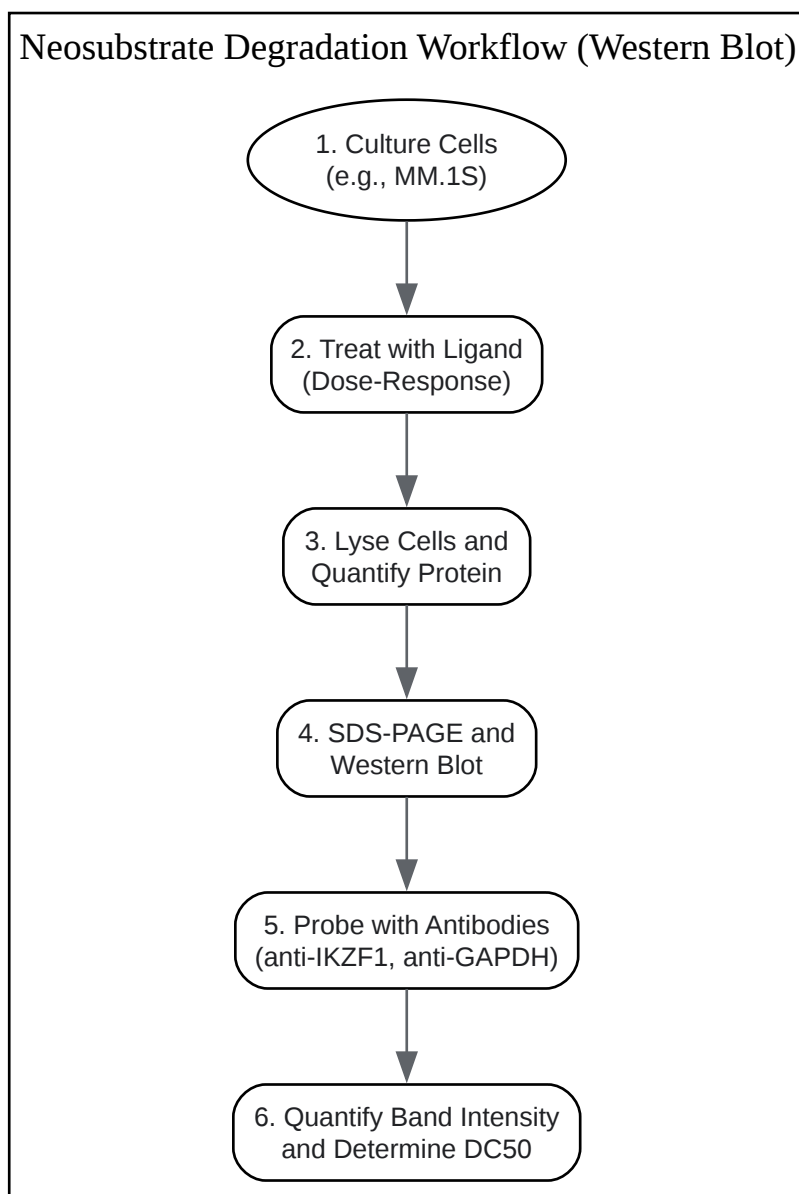 Neosubstrate Degradation Workflow (Western Blot)
1. Culture Cells
(e.g., MM.1S)
2. Treat with Ligand
(Dose-Response)
3. Lyse Cells and
Quantify Protein
4. SDS-PAGE and
Western Blot
5. Probe with Antibodies
(anti-IKZF1, anti-GAPDH)
6. Quantify Band Intensity
and Determine DC50